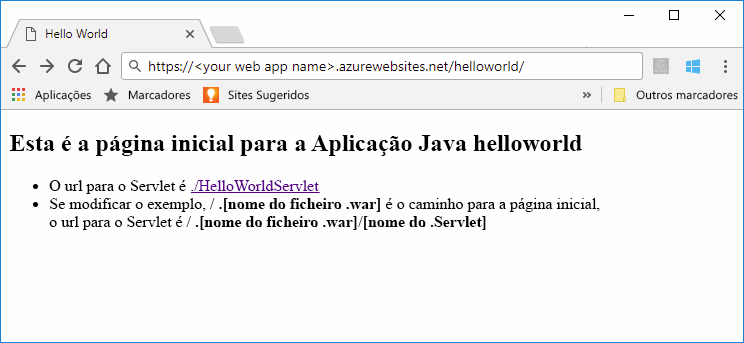 Hello World
https://<your web app name>.azurewebsites.net/helloworld/
Aplicações Marcadores Sites Sugeridos » Outros marcadores
Esta é a página inicial para a Aplicação Java helloworld
• O url para o Servlet é ./HelloWorldServlet
• Se modificar o exemplo, / .[nome do ficheiro .war] é o caminho para a página inicial,
o url para o Servlet é / .[nome do ficheiro .war]/[nome do .Servlet]